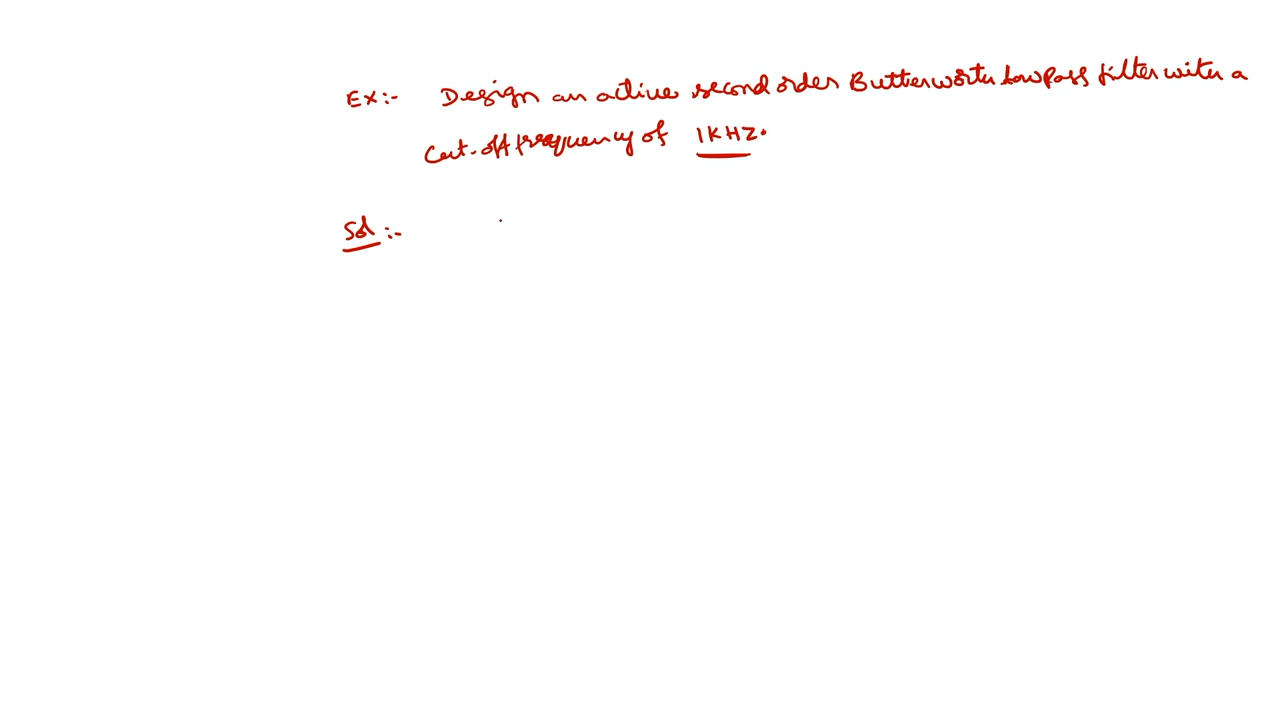 Ex:- Design an active second order Butterworth Lowpass filter with a
Cut-off frequency of 1KHZ.
Sol :-